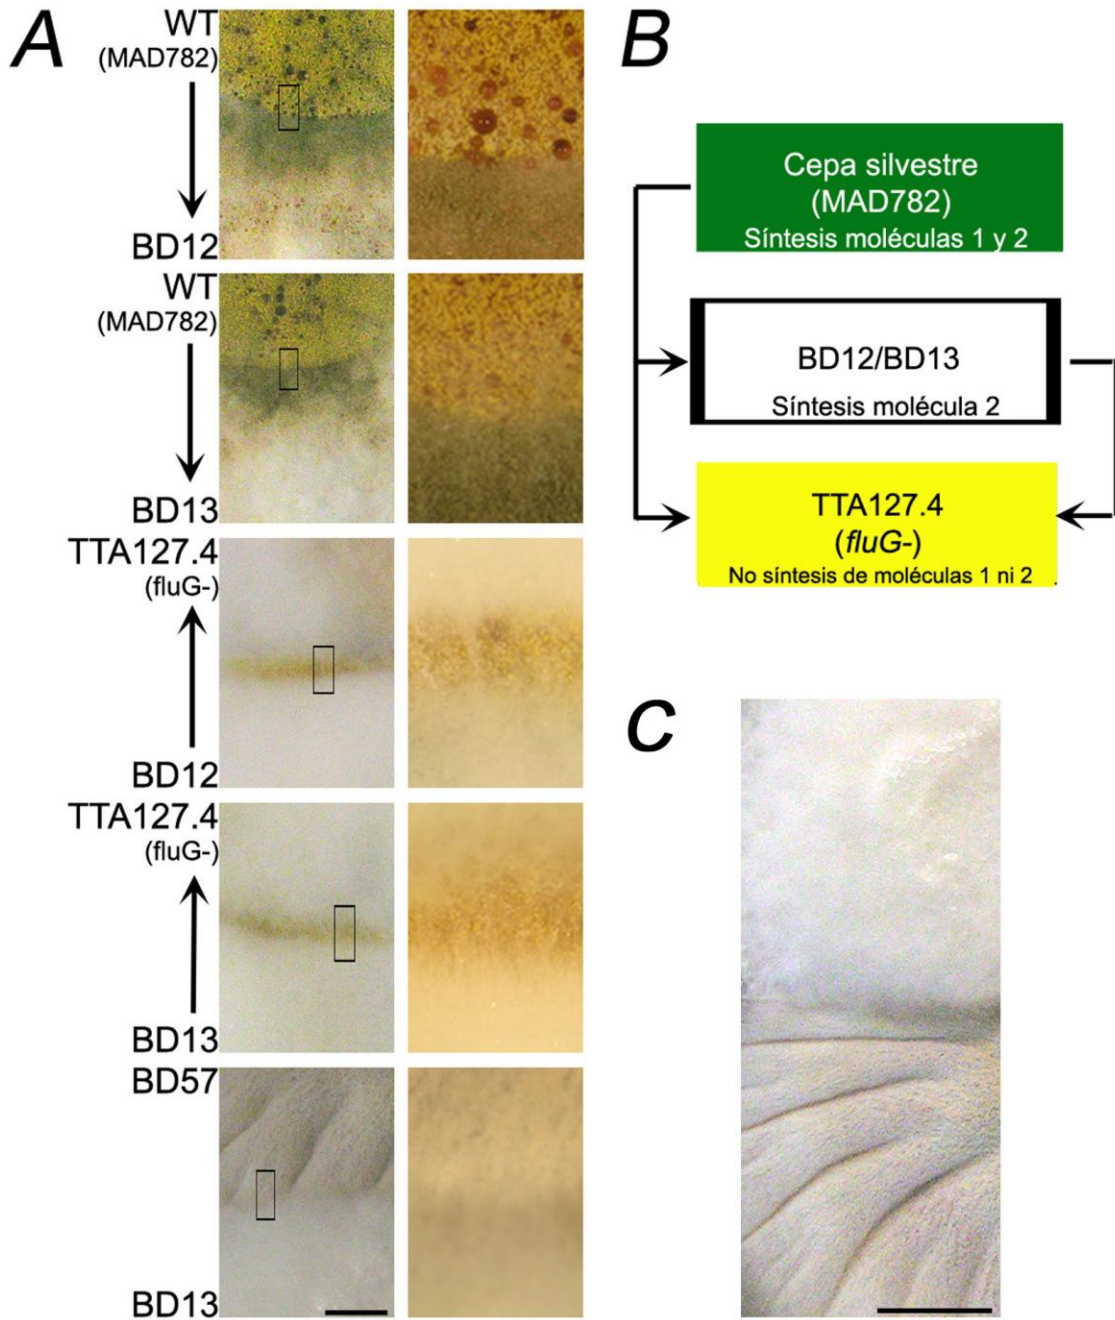 A
WT
(MAD782)
BD12
WT
(MAD782)
BD13
TTA127.4
(fluG-)
BD12
TTA127.4
(fluG-)
BD13
BD57
BD13
B
Cepa silvestre
(MAD782)
Síntesis moléculas 1 y 2
BD12/BD13
Síntesis molécula 2
TTA127.4
(fluG-)
No síntesis de moléculas 1 ni 2
C